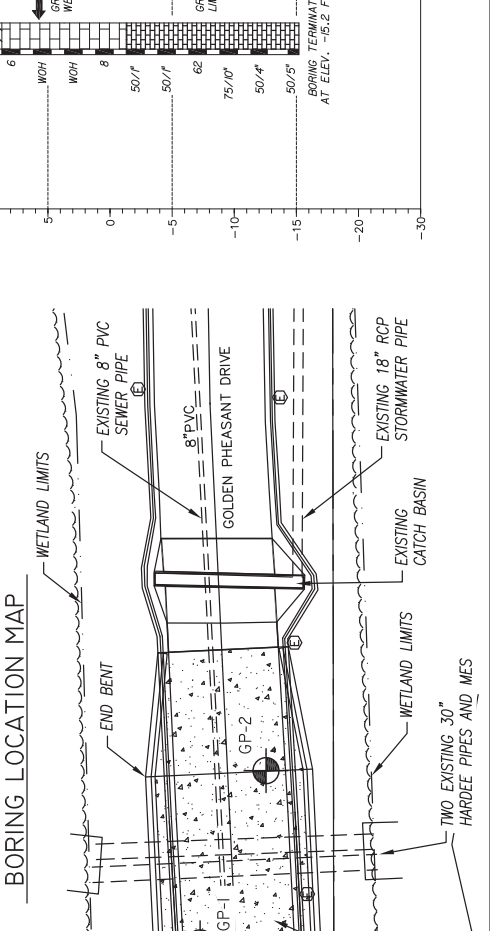 BORING LOCATION MAP
WETLAND LIMITS
END BENT
EXISTING 8" PVC
SEWER PIPE
8"PVC
GOLDEN PHEASANT DRIVE
E
E
E
E
GP-1
GP-2
EXISTING
CATCH BASIN
EXISTING 18" RCP
STORMWATER PIPE
WETLAND LIMITS
TWO EXISTING 30"
HARDEE PIPES AND MES
5
0
-5
-10
-15
-20
-30
6
WOH
WOH
8
50/1"
50/1"
62
75/10"
50/4"
50/5"
BORING
AT ELEV. -15.2